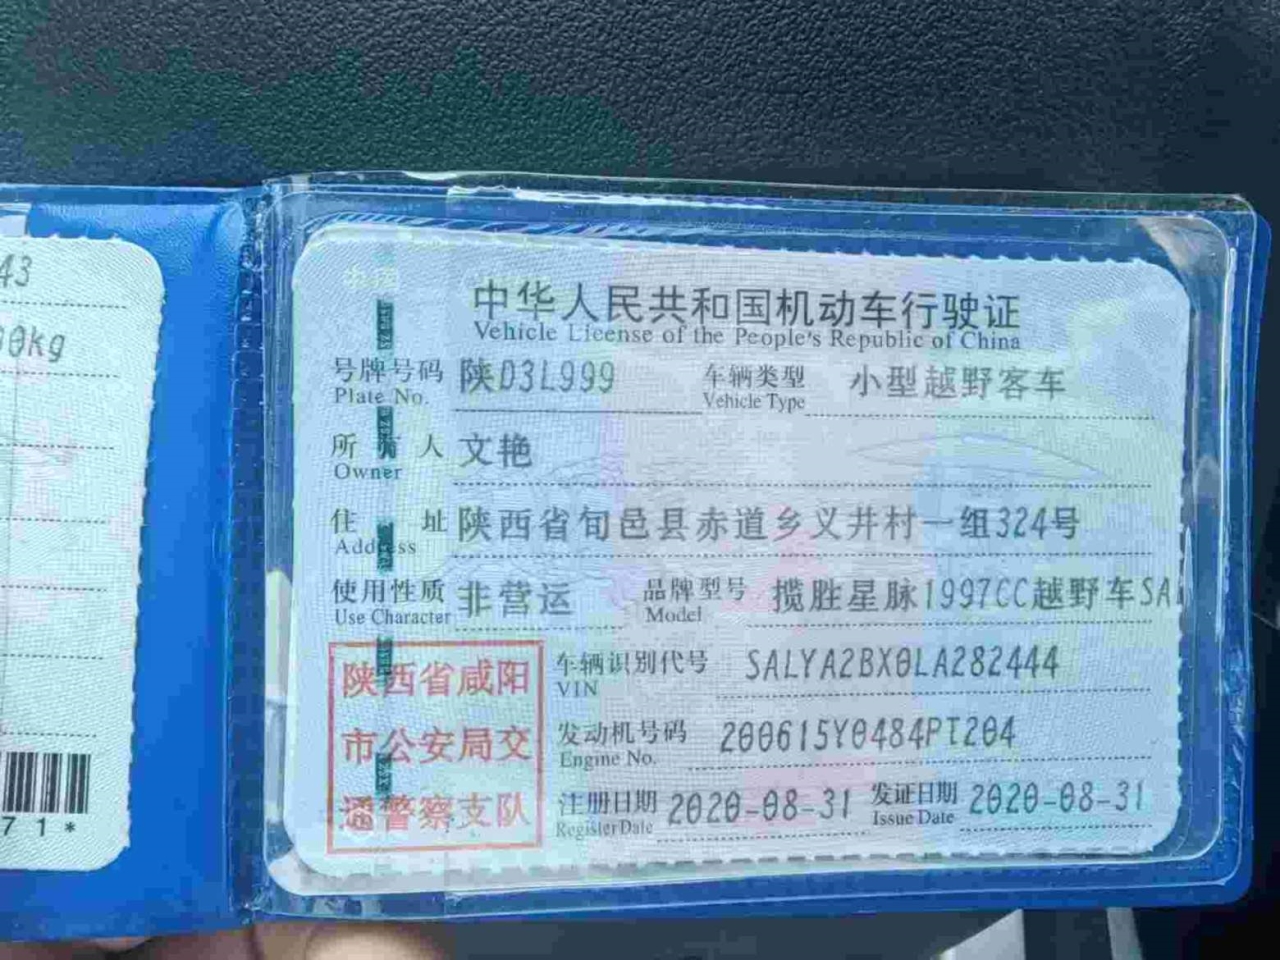 43
0kg
71*
中华人民共和国机动车行驶证
Vehicle License of the People's Republic of China
号牌号码 陕D3L999 车辆类型 小型越野客车
Plate No. Vehicle Type
所有人 文艳
Owner
住址 陕西省旬邑县赤道乡义井村一组324号
Address
使用性质 非营运 品牌型号 揽胜星脉1997CC越野车SA
Use Character Model
陕西省咸阳
市公安局交
通警察支队
车辆识别代号 SALYA2BX0LA282444
VIN
发动机号码 200615Y0484PT204
Engine No.
注册日期 2020-08-31 发证日期 2020-08-31
Register Date Issue Date